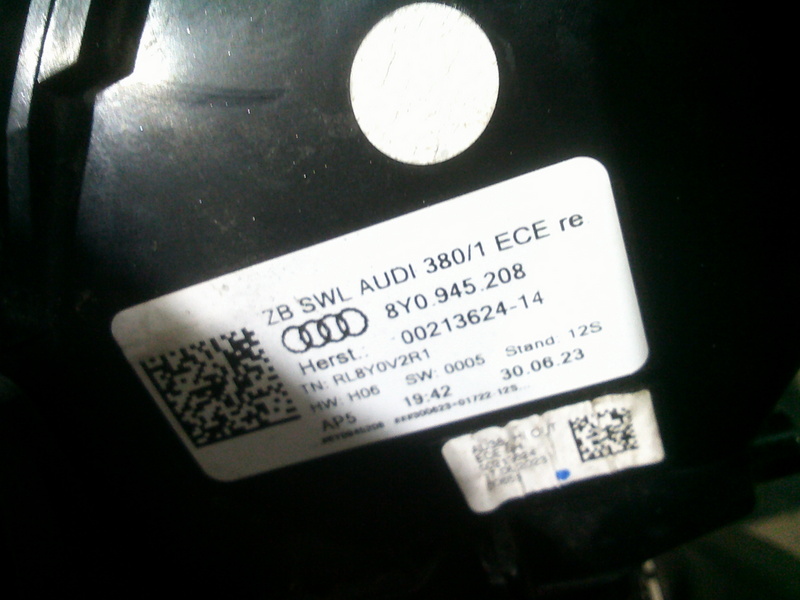 ZB SWL AUDI 380/1 ECE re
8Y0.945.208
Herst.: 00213624-14
TN: RL8Y0V2R1
HW: H06 SW: 0005 Stand: 12S
AP5 19:42 30.06.23